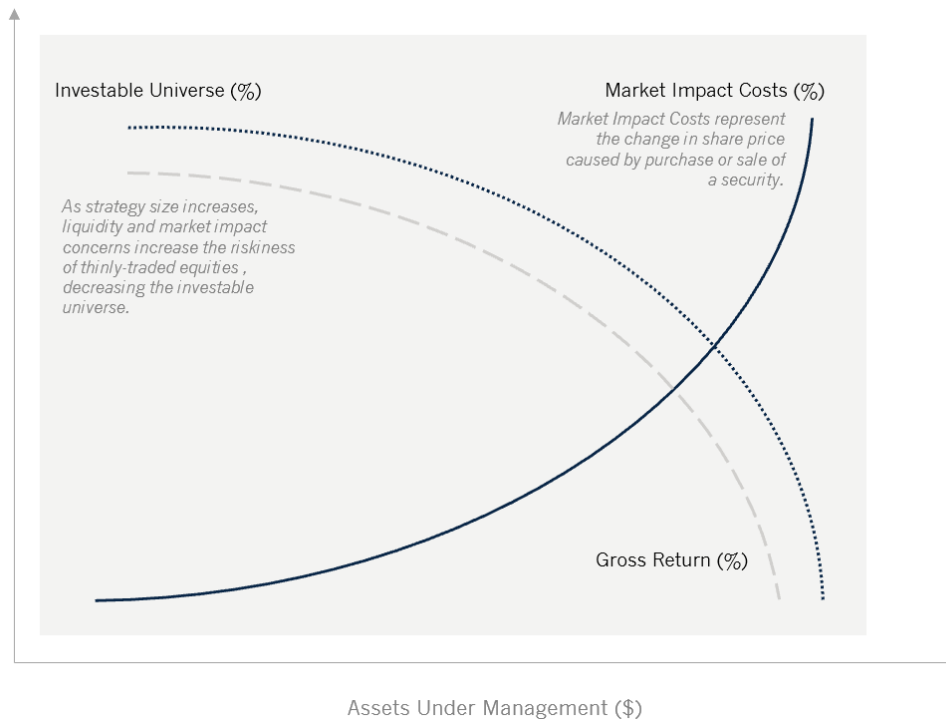 Investable Universe (%)
Market Impact Costs (%)
Market Impact Costs represent
the change in share price
caused by purchase or sale of
a security.
As strategy size increases,
liquidity and market impact
concerns increase the riskiness
of thinly-traded equities ,
decreasing the investable
universe.
Gross Return (%)
Assets Under Management ($)